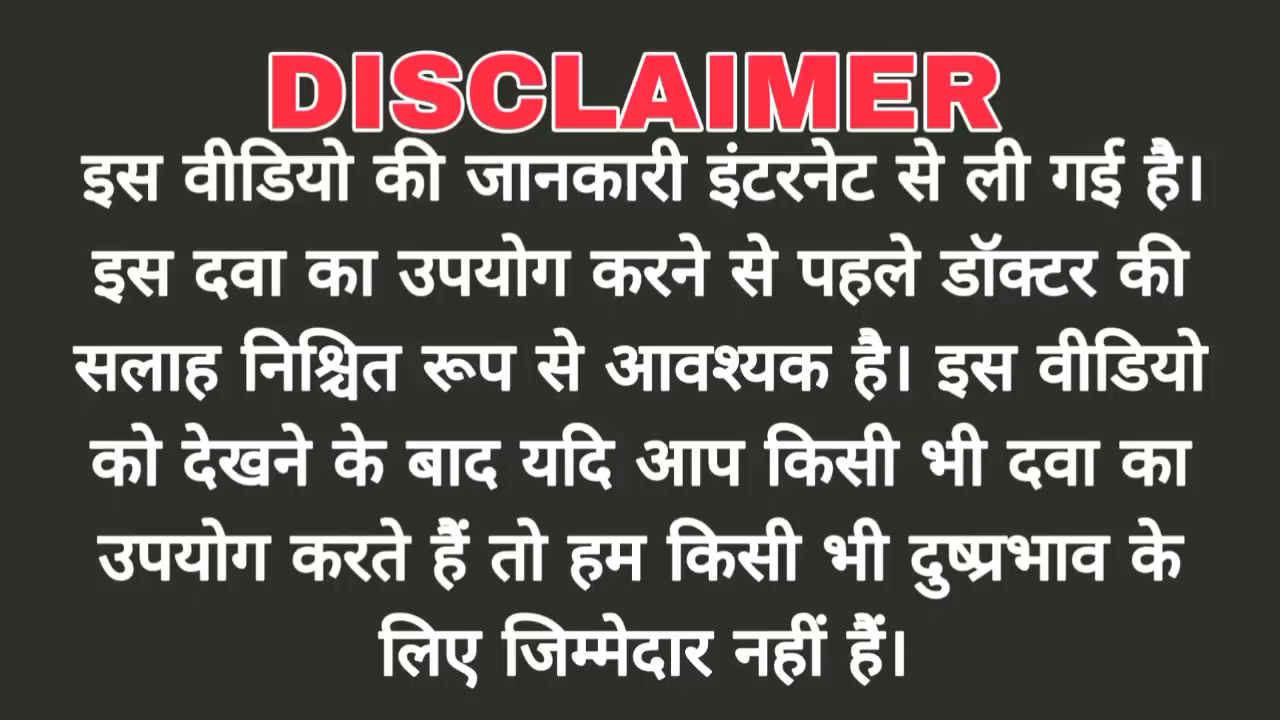 DISCLAIMER
इस वीडियो की जानकारी इंटरनेट से ली गई है।
इस दवा का उपयोग करने से पहले डॉक्टर की
सलाह निश्चित रूप से आवश्यक है। इस वीडियो
को देखने के बाद यदि आप किसी भी दवा का
उपयोग करते हैं तो हम किसी भी दुष्प्रभाव के
लिए जिम्मेदार नहीं हैं।